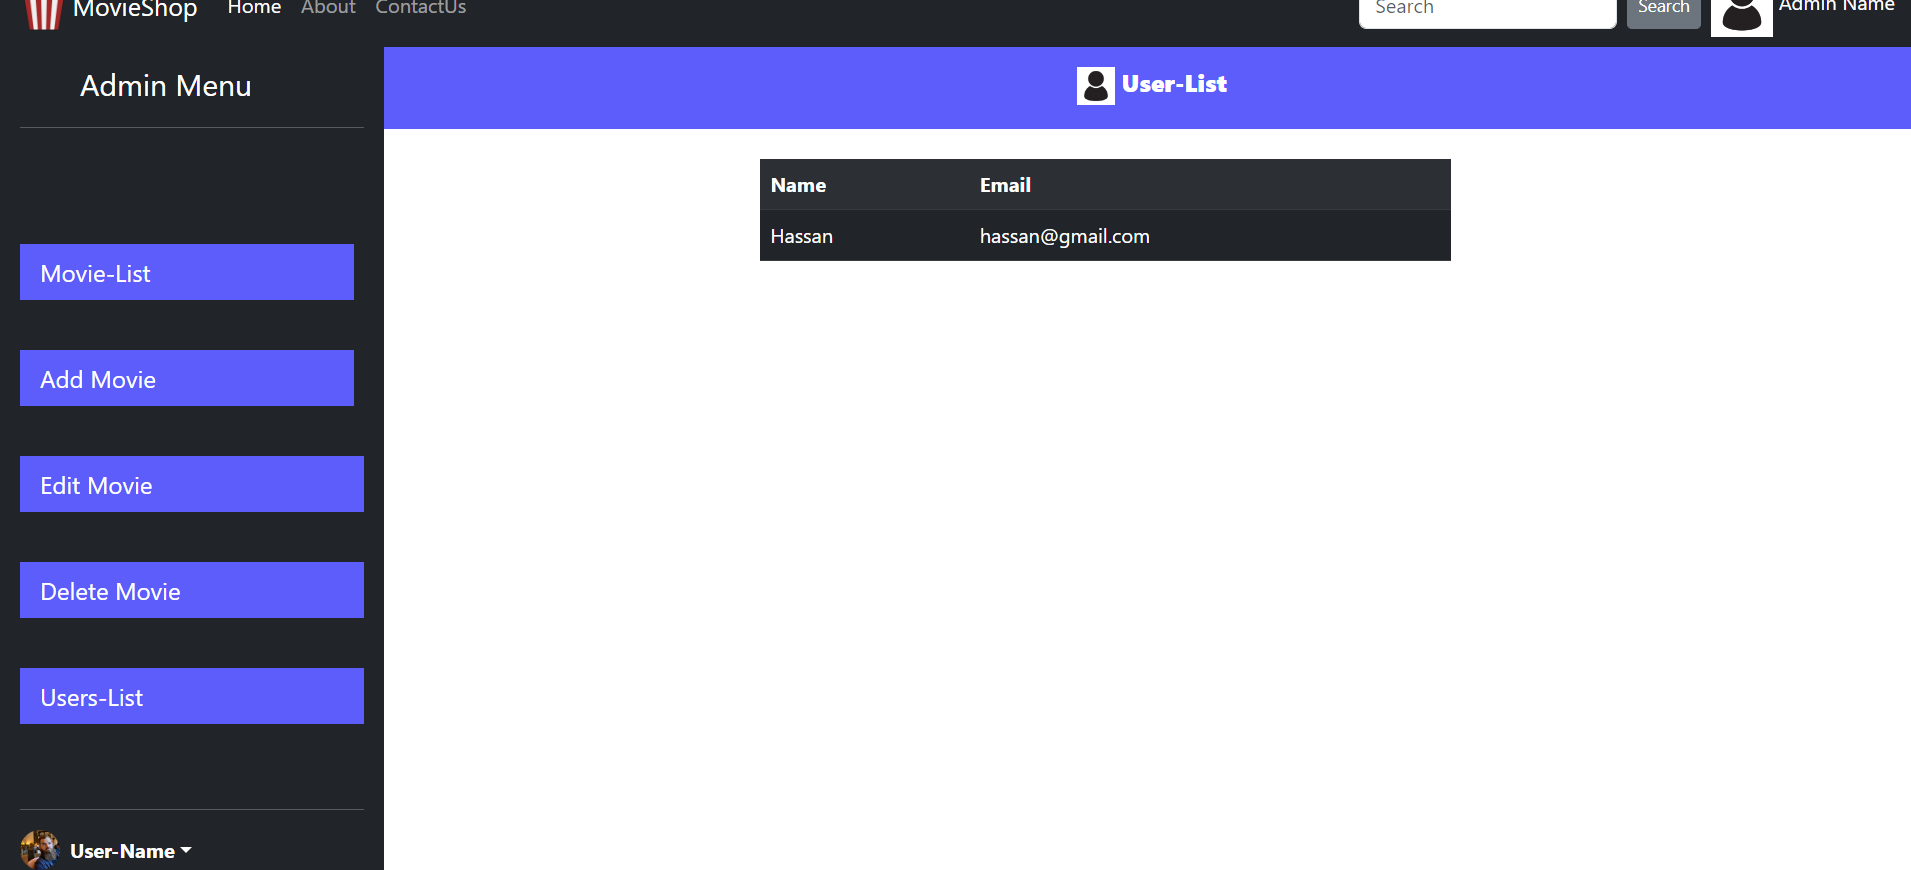 MovieShop Home About ContactUs Search Search Admin Name
Admin Menu
User-List
Name Email
Hassan hassan@gmail.com
Movie-List
Add Movie
Edit Movie
Delete Movie
Users-List
User-Name